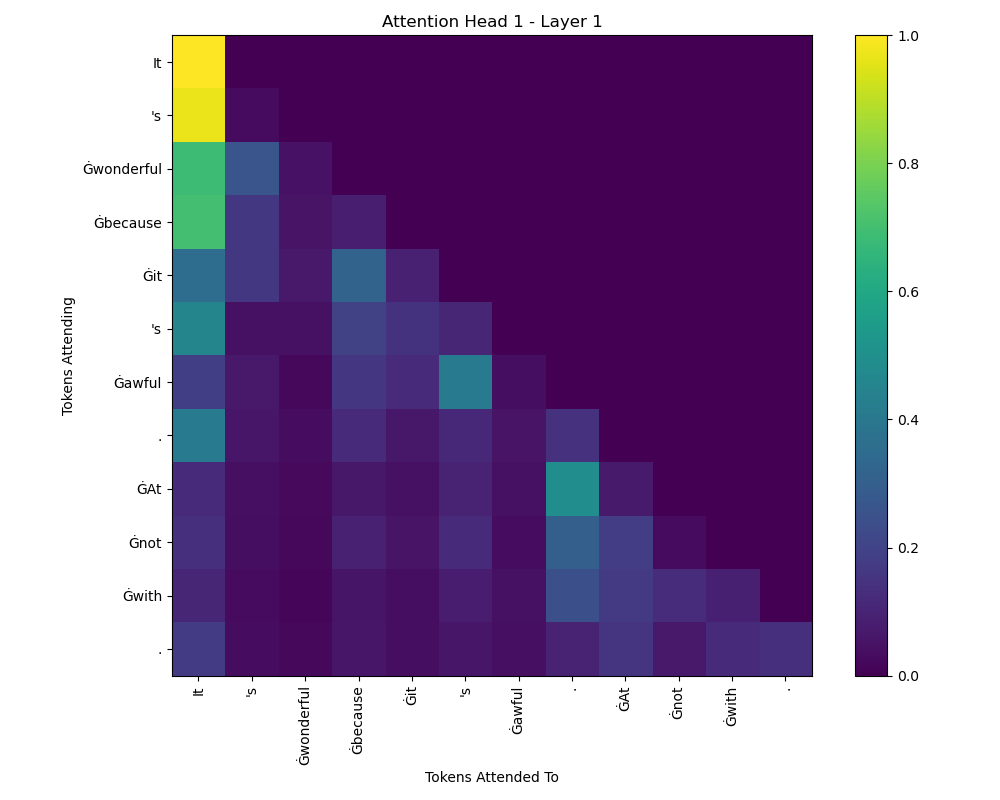 Attention Head 1 - Layer 1
It
's
Ġwonderful
Ġbecause
Ġit
's
Ġawful
.
ĠAt
Ġnot
Ġwith
.
Tokens Attending
It
's
Ġwonderful
Ġbecause
Ġit
's
Ġawful
.
ĠAt
Ġnot
Ġwith
.
Tokens Attended To
1.0
0.8
0.6
0.4
0.2
0.0